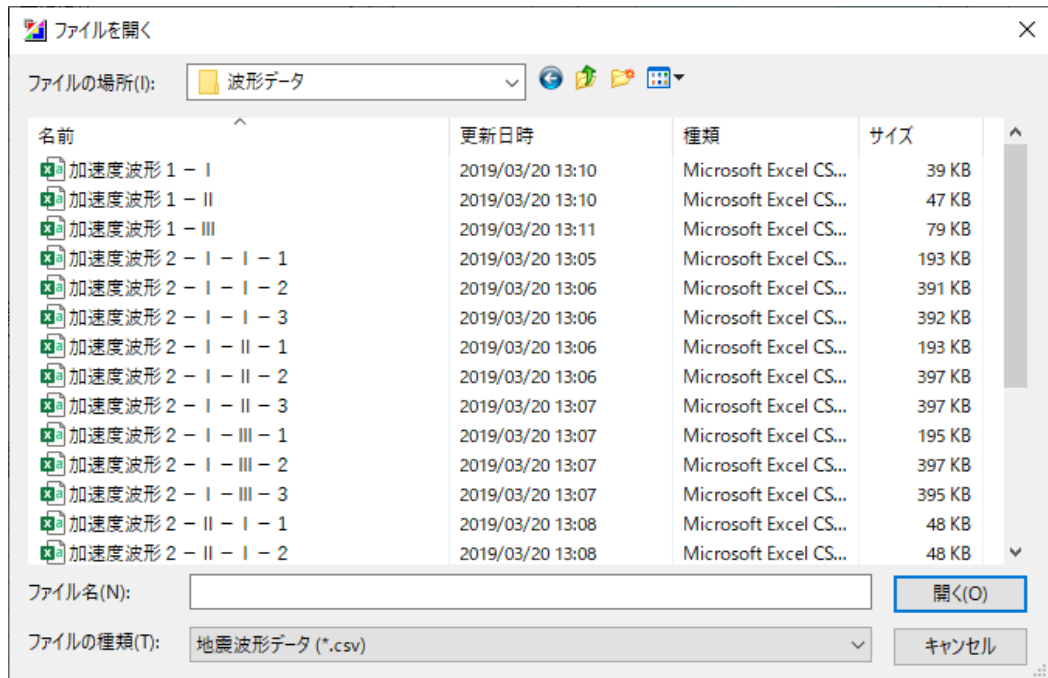 ファイルを開く
ファイルの場所(I): 波形データ
名前 更新日時 種類 サイズ
加速度波形１－Ⅰ 2019/03/20 13:10 Microsoft Excel CS... 39 KB
加速度波形１－Ⅱ 2019/03/20 13:10 Microsoft Excel CS... 47 KB
加速度波形１－Ⅲ 2019/03/20 13:11 Microsoft Excel CS... 79 KB
加速度波形２－Ⅰ－Ⅰ－１ 2019/03/20 13:05 Microsoft Excel CS... 193 KB
加速度波形２－Ⅰ－Ⅰ－２ 2019/03/20 13:06 Microsoft Excel CS... 391 KB
加速度波形２－Ⅰ－Ⅰ－３ 2019/03/20 13:06 Microsoft Excel CS... 392 KB
加速度波形２－Ⅰ－Ⅱ－１ 2019/03/20 13:06 Microsoft Excel CS... 193 KB
加速度波形２－Ⅰ－Ⅱ－２ 2019/03/20 13:06 Microsoft Excel CS... 397 KB
加速度波形２－Ⅰ－Ⅱ－３ 2019/03/20 13:07 Microsoft Excel CS... 397 KB
加速度波形２－Ⅰ－Ⅲ－１ 2019/03/20 13:07 Microsoft Excel CS... 195 KB
加速度波形２－Ⅰ－Ⅲ－２ 2019/03/20 13:07 Microsoft Excel CS... 397 KB
加速度波形２－Ⅰ－Ⅲ－３ 2019/03/20 13:07 Microsoft Excel CS... 395 KB
加速度波形２－Ⅱ－Ⅰ－１ 2019/03/20 13:08 Microsoft Excel CS... 48 KB
加速度波形２－Ⅱ－Ⅰ－２ 2019/03/20 13:08 Microsoft Excel CS... 48 KB
ファイル名(N): 開く(O)
ファイルの種類(T): 地震波形データ (*.csv) キャンセル